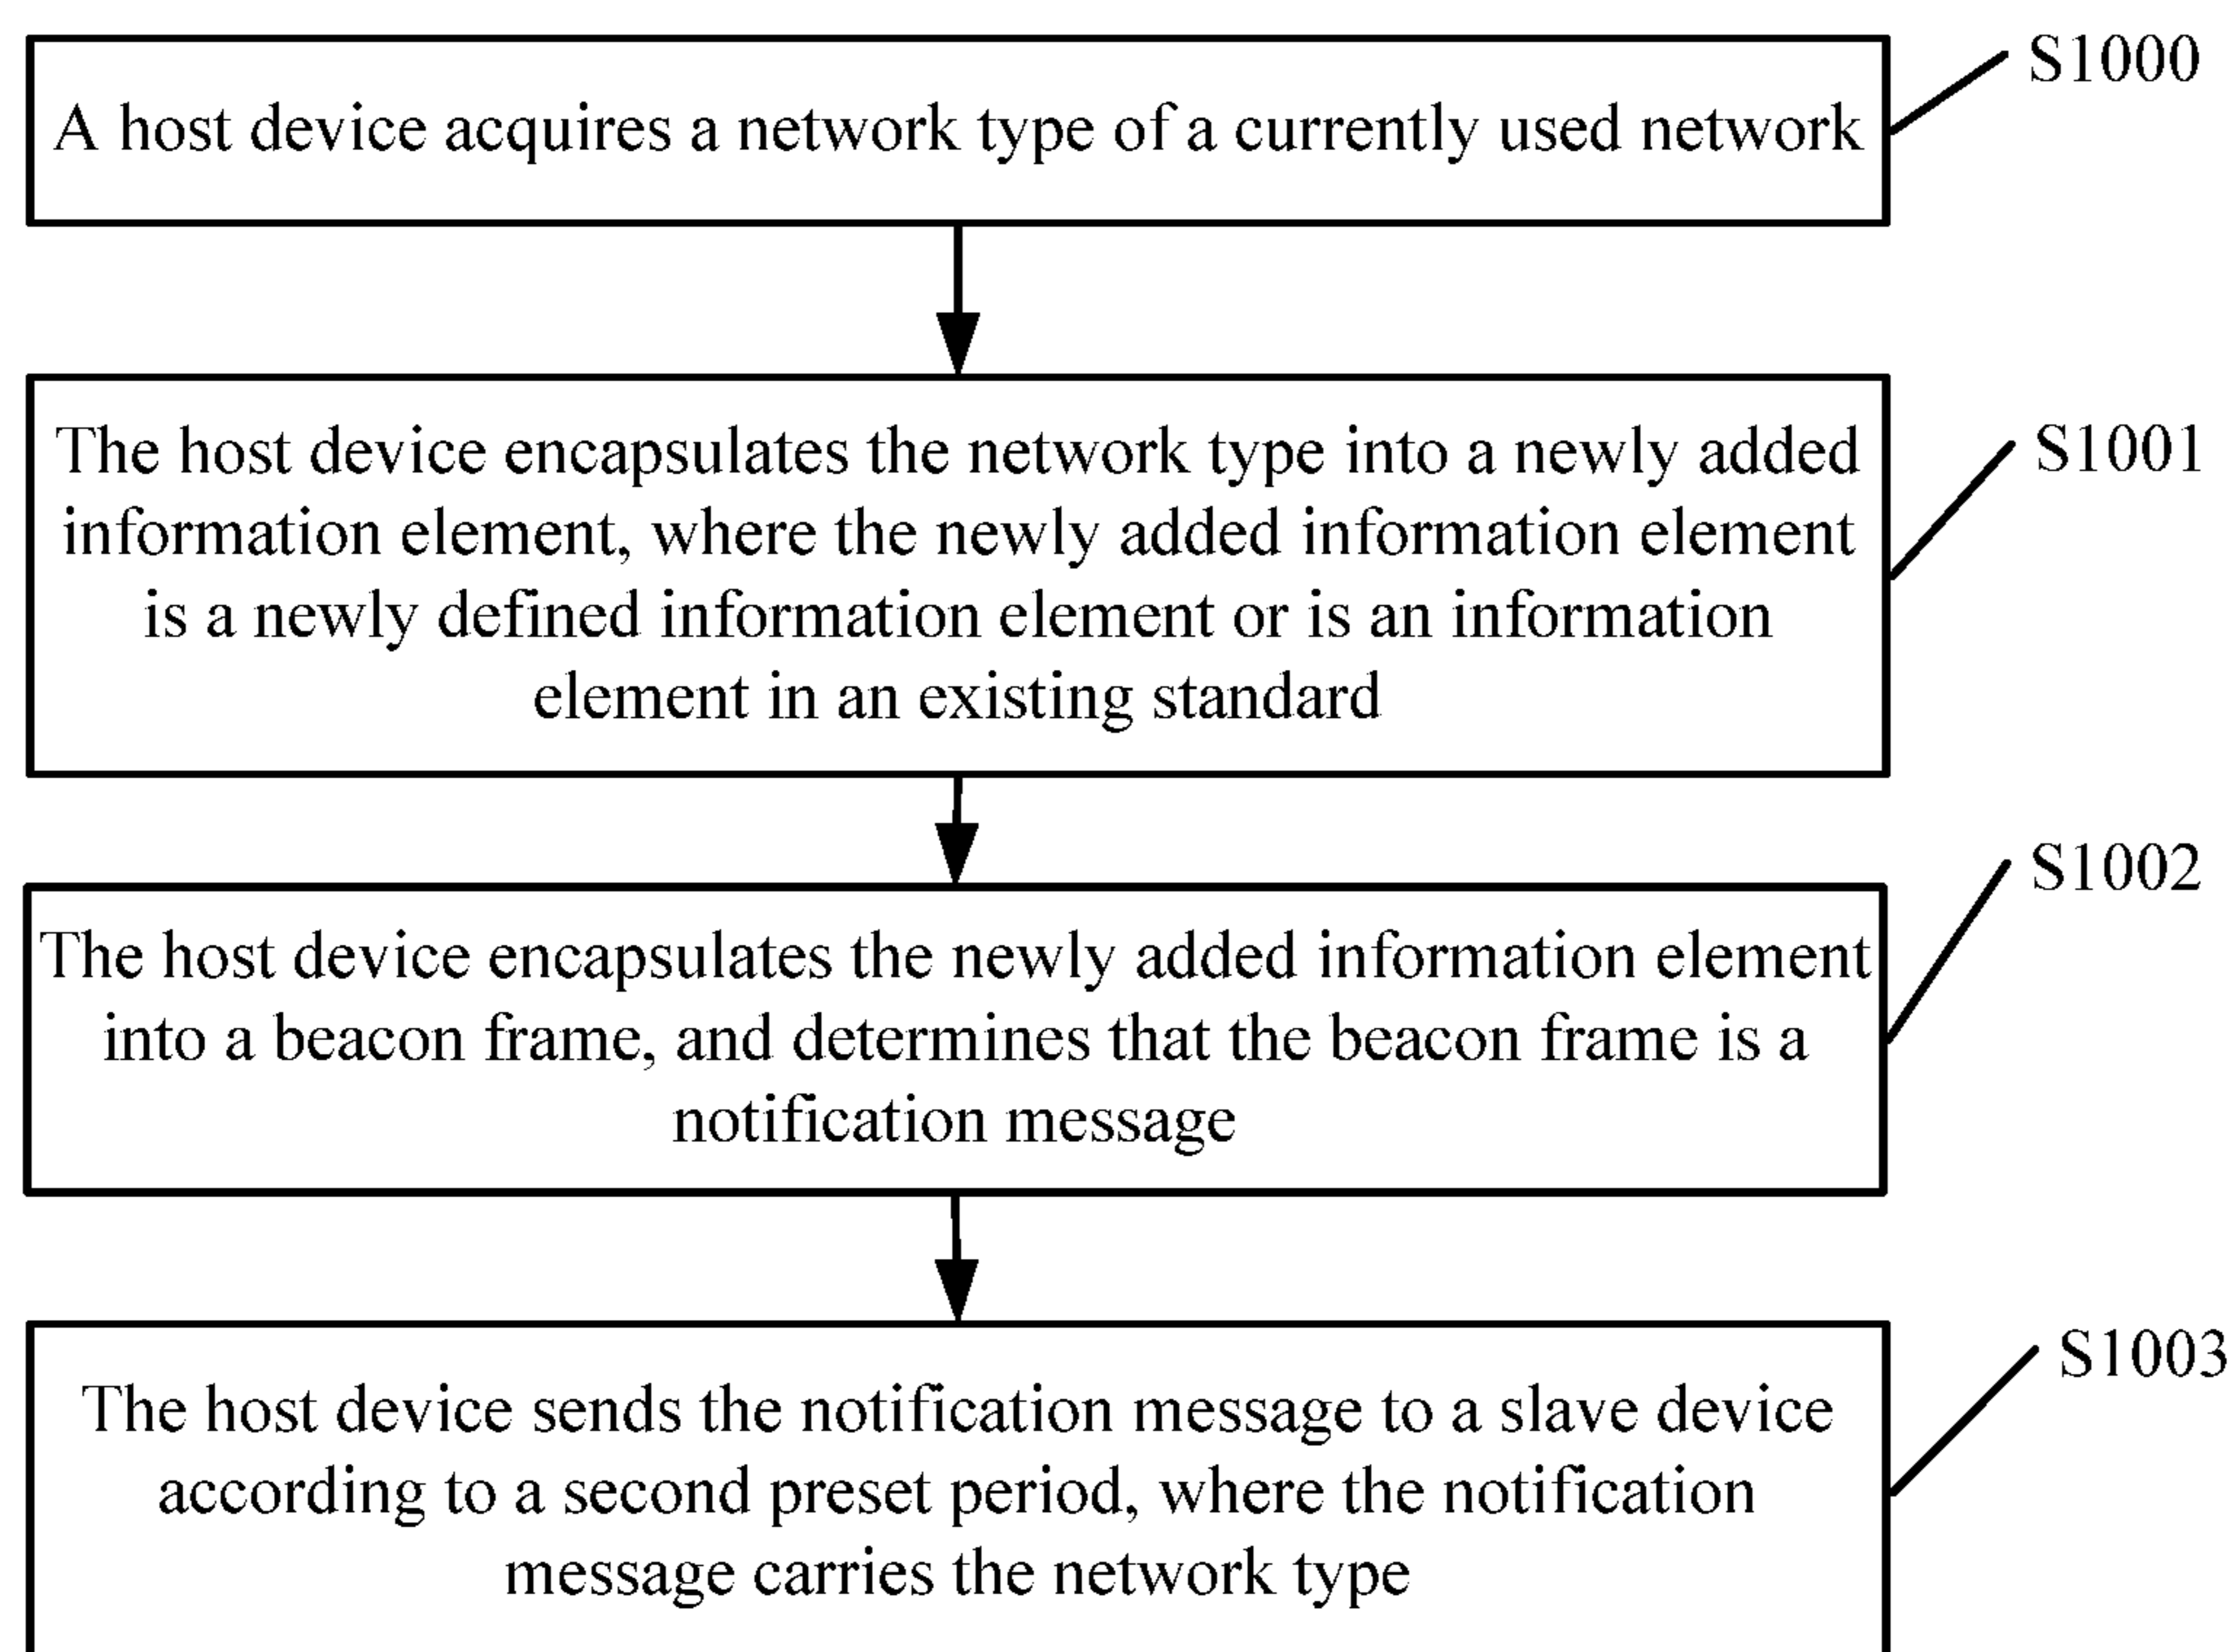 A host device acquires a network type of a currently used network
S1000
The host device encapsulates the network type into a newly added
information element, where the newly added information element
is a newly defined information element or is an information
element in an existing standard
S1001
The host device encapsulates the newly added information element
into a beacon frame, and determines that the beacon frame is a
notification message
S1002
The host device sends the notification message to a slave device
according to a second preset period, where the notification
message carries the network type
S1003